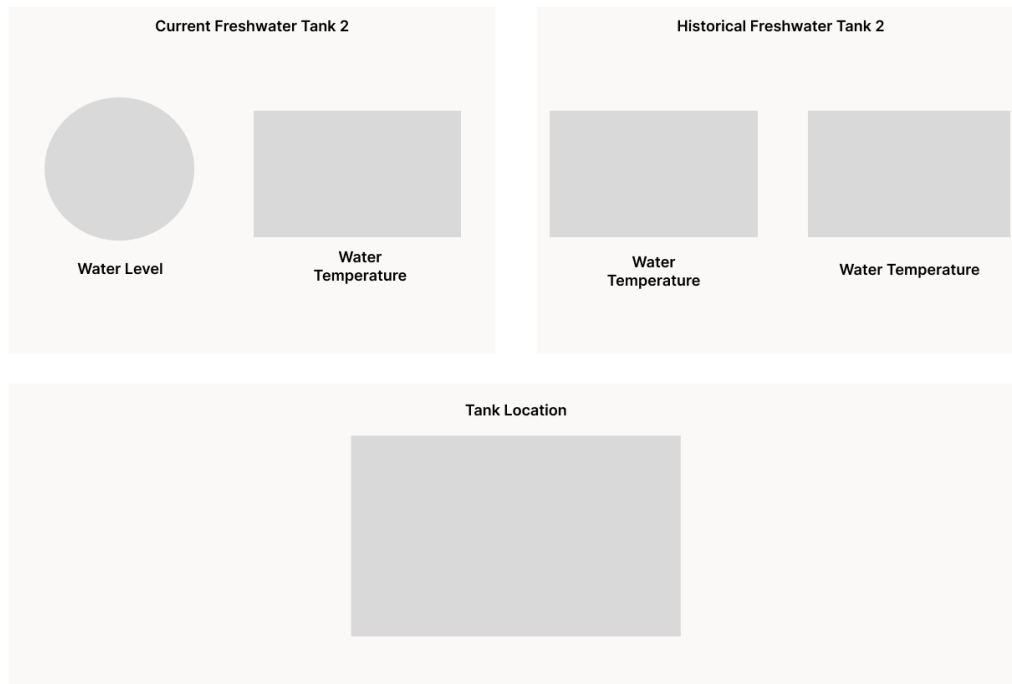 Current Freshwater Tank 2
Water Level
Water
Temperature
Historical Freshwater Tank 2
Water
Temperature
Water Temperature
Tank Location